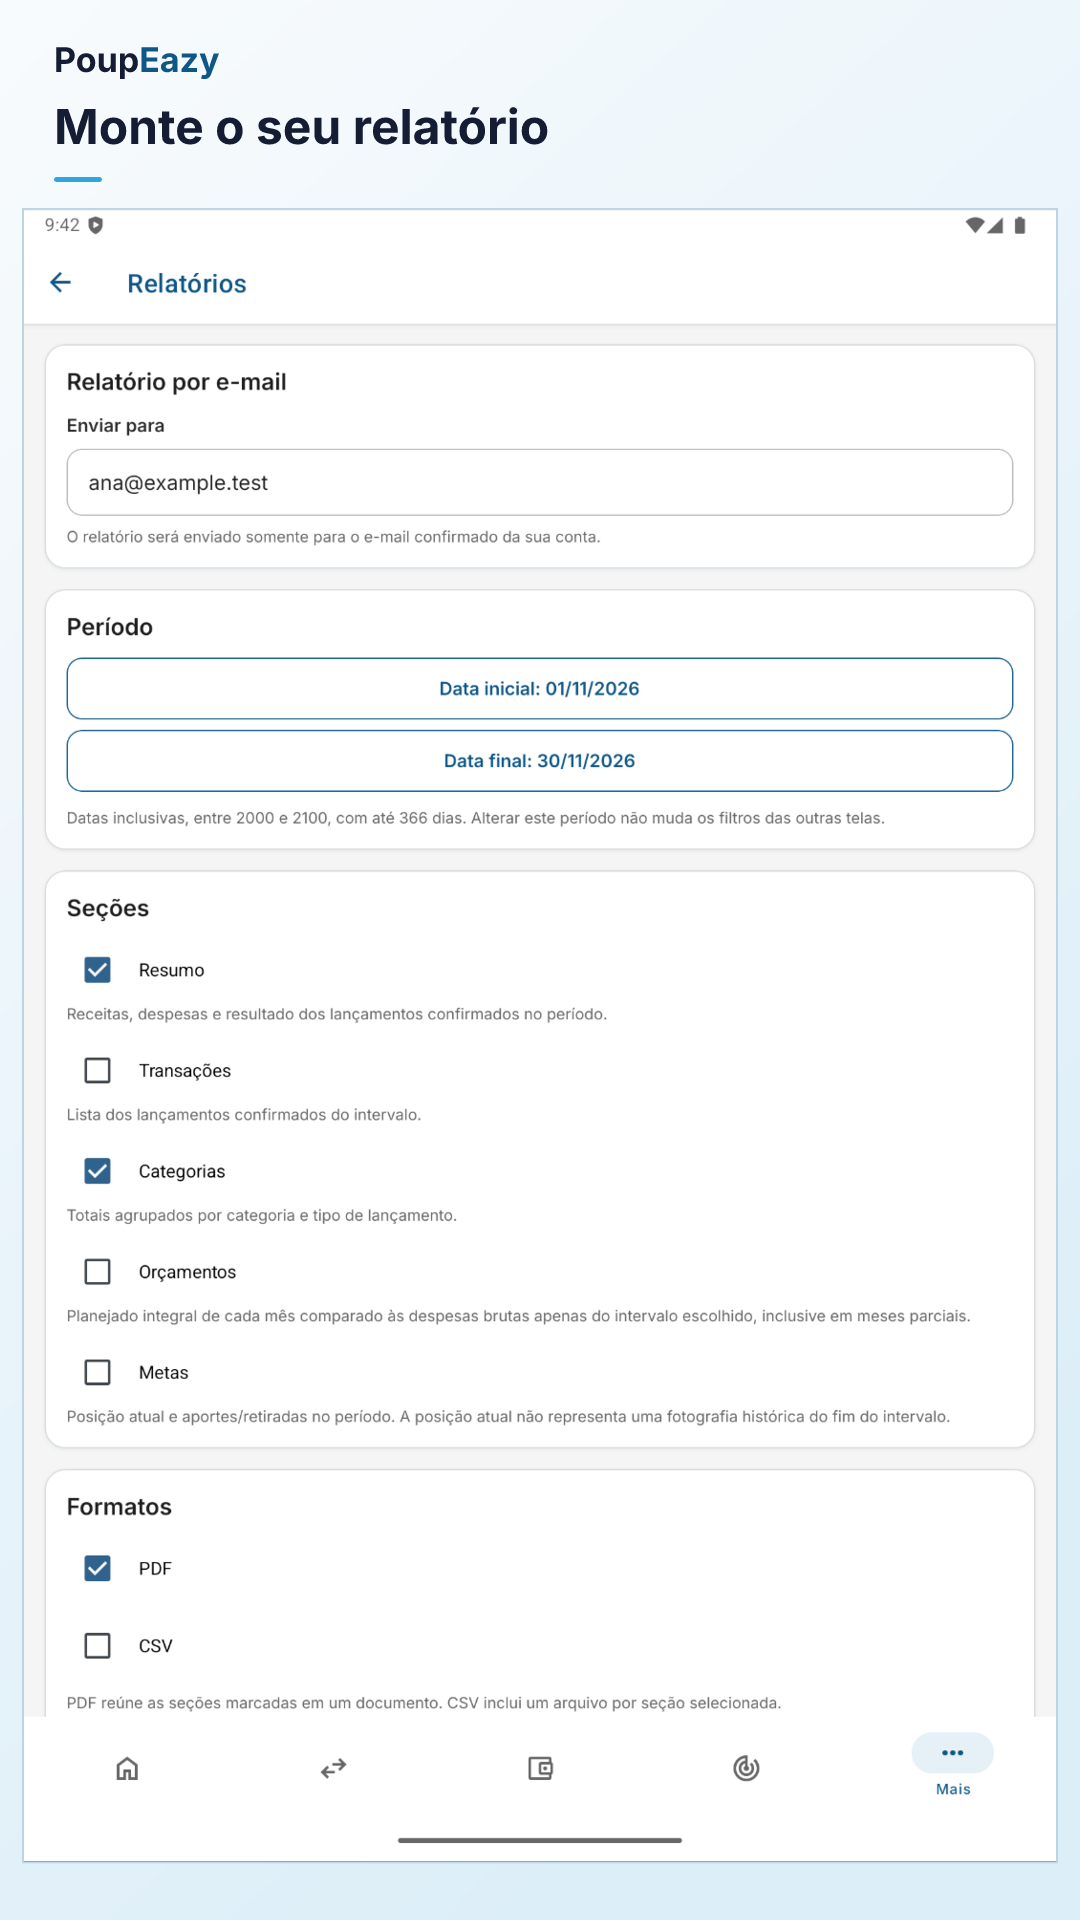 PoupEazy
Monte o seu relatório
9:42
Relatórios
Relatório por e-mail
Enviar para
ana@example.test
O relatório será enviado somente para o e-mail confirmado da sua conta.
Período
Data inicial: 01/11/2026
Data final: 30/11/2026
Datas inclusivas, entre 2000 e 2100, com até 366 dias. Alterar este período não muda os filtros das outras telas.
Seções
Resumo
Receitas, despesas e resultado dos lançamentos confirmados no período.
Transações
Lista dos lançamentos confirmados do intervalo.
Categorias
Totais agrupados por categoria e tipo de lançamento.
Orçamentos
Planejado integral de cada mês comparado às despesas brutas apenas do intervalo escolhido, inclusive em meses parciais.
Metas
Posição atual e aportes/retiradas no período. A posição atual não representa uma fotografia histórica do fim do intervalo.
Formatos
PDF
CSV
PDF reúne as seções marcadas em um documento. CSV inclui um arquivo por seção selecionada.
Mais